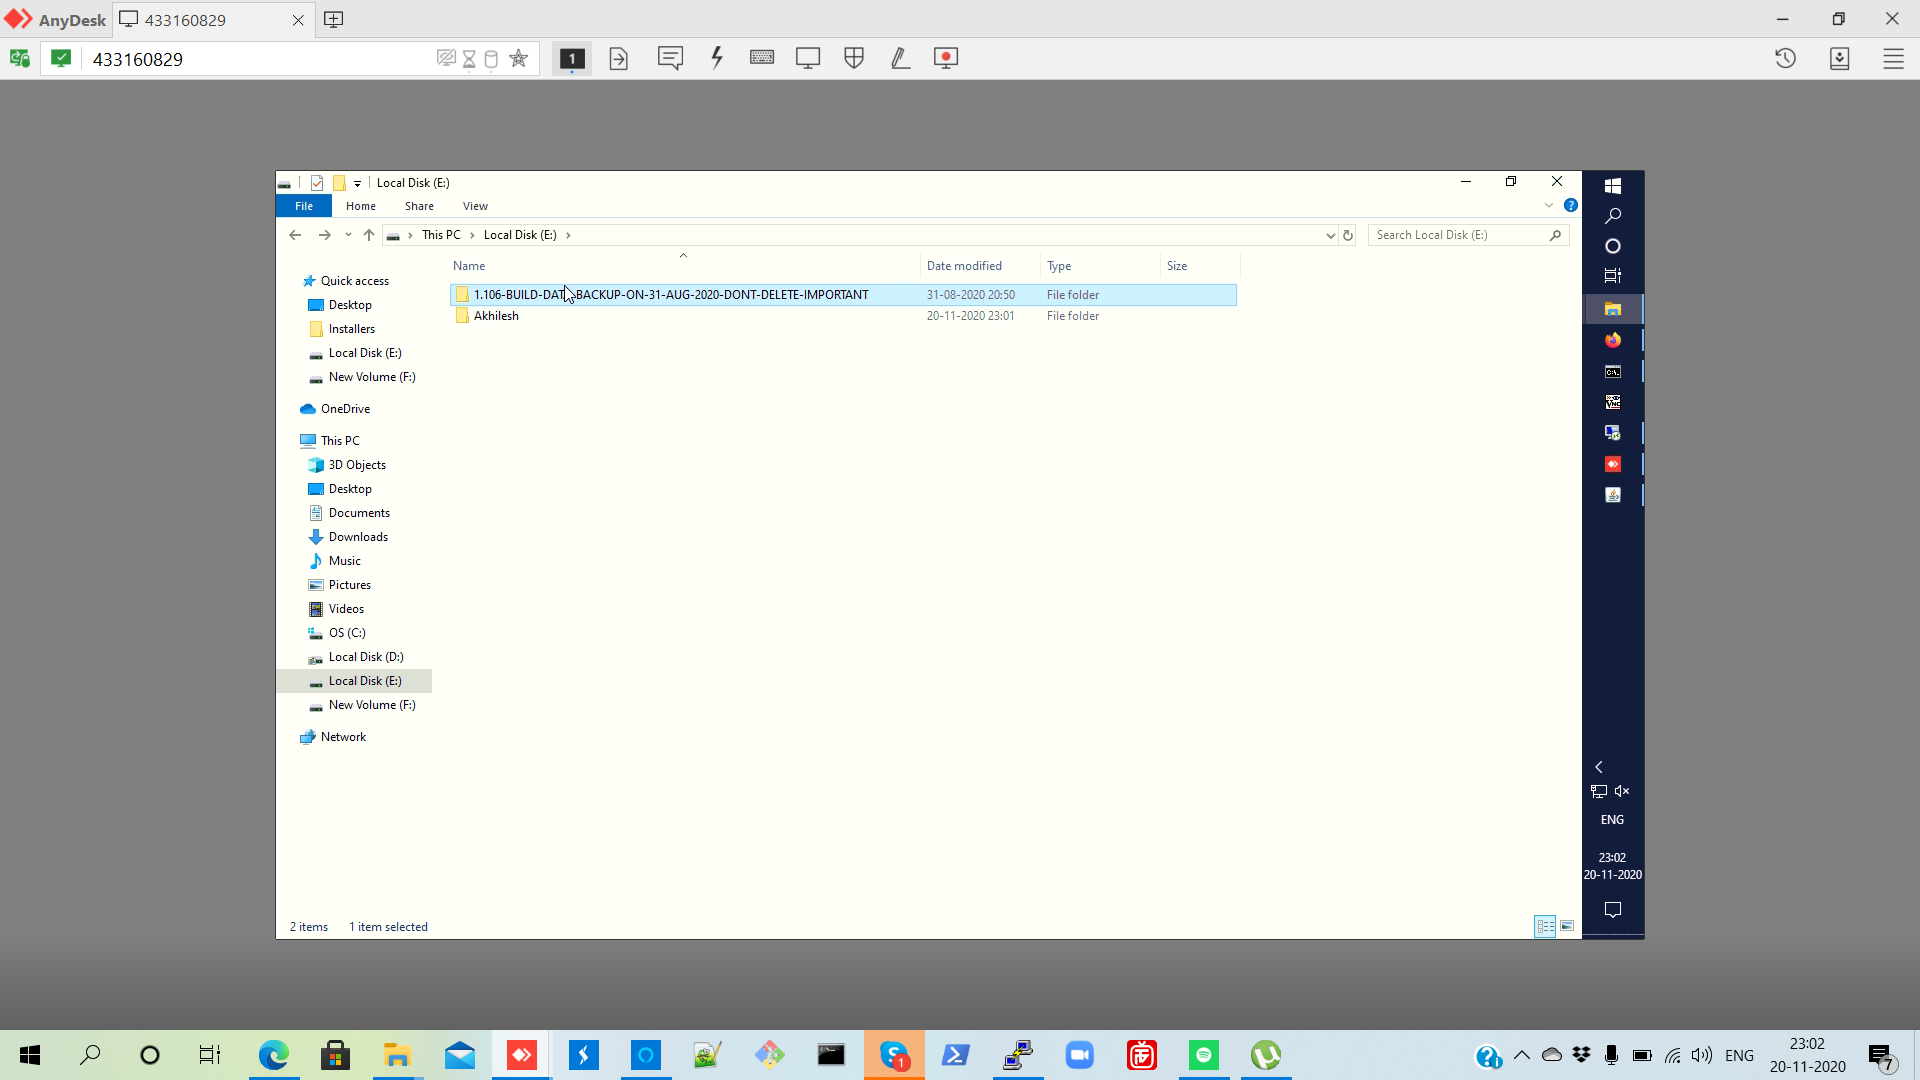 AnyDesk
433160829
433160829
1
Local Disk (E:)
File Home Share View
This PC Local Disk (E:)
Search Local Disk (E:)
Name Date modified Type Size
1.106-BUILD-DAT BACKUP-ON-31-AUG-2020-DONT-DELETE-IMPORTANT 31-08-2020 20:50 File folder
Akhilesh 20-11-2020 23:01 File folder
Quick access
Desktop
Installers
Local Disk (E:)
New Volume (F:)
OneDrive
This PC
3D Objects
Desktop
Documents
Downloads
Music
Pictures
Videos
OS (C:)
Local Disk (D:)
Local Disk (E:)
New Volume (F:)
Network
2 items 1 item selected
ENG
23:02
20-11-2020
1
ENG
23:02
20-11-2020
7